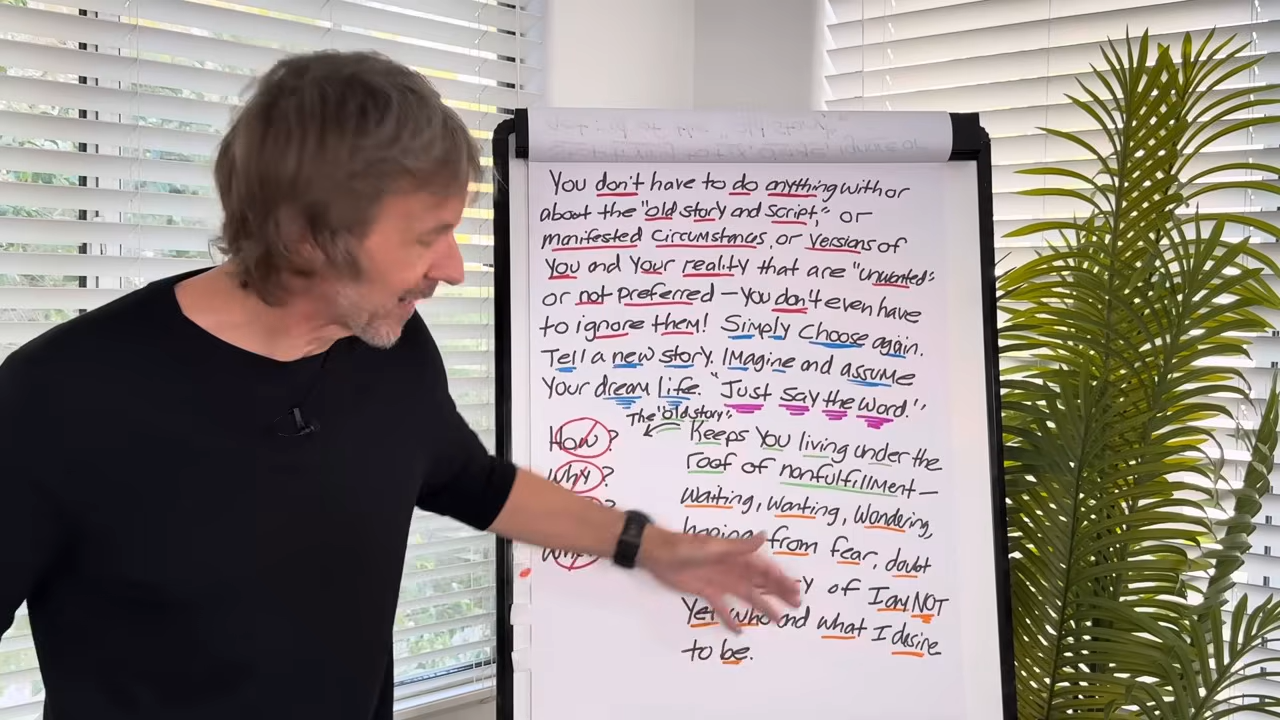 You don't have to do anything with or
about the "old story and script," or
manifested circumstances, or versions of
You and Your reality that are "unwanted"
or not preferred — You don't even have
to ignore them! Simply choose again.
Tell a new story. Imagine and assume
Your dream life. "Just say the word."
The "old story"
How?
Why?
?
Keeps You living under the
roof of nonfulfillment —
waiting, wanting, wondering,
hoping from fear, doubt
of I am NOT
Yet who and what I desire
to be.